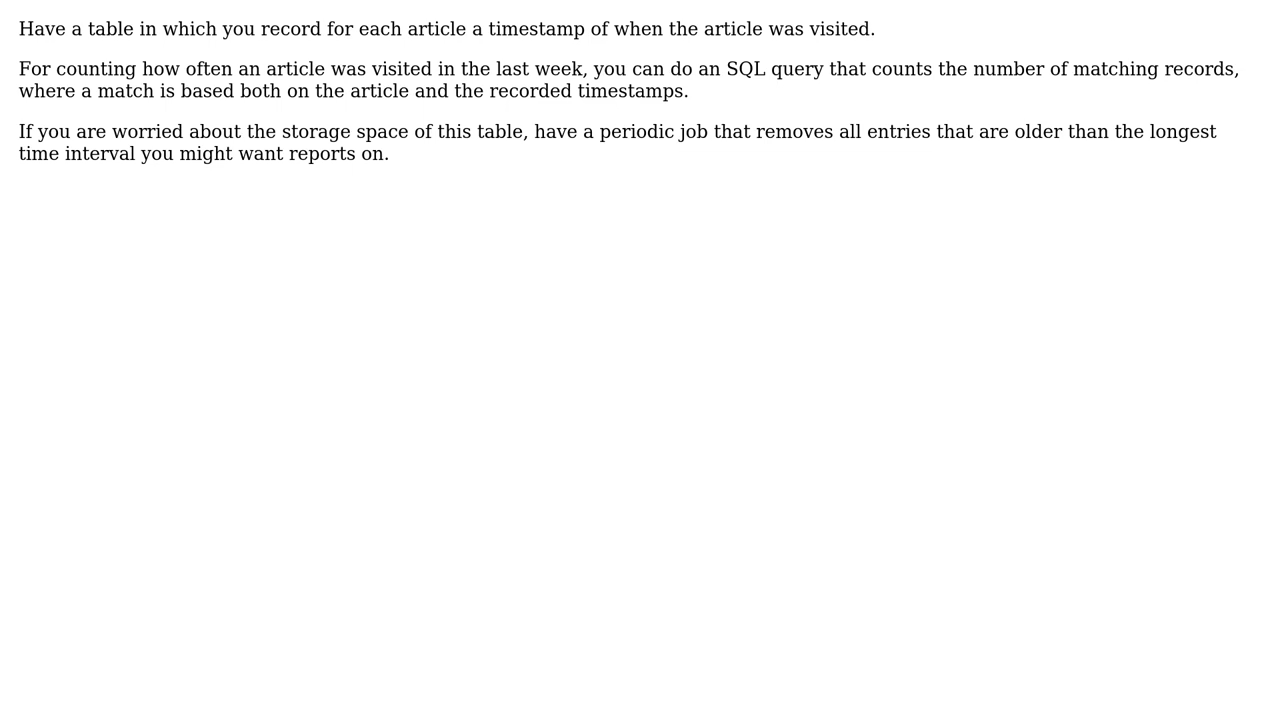 Have a table in which you record for each article a timestamp of when the article was visited.
For counting how often an article was visited in the last week, you can do an SQL query that counts the number of matching records,
where a match is based both on the article and the recorded timestamps.
If you are worried about the storage space of this table, have a periodic job that removes all entries that are older than the longest
time interval you might want reports on.